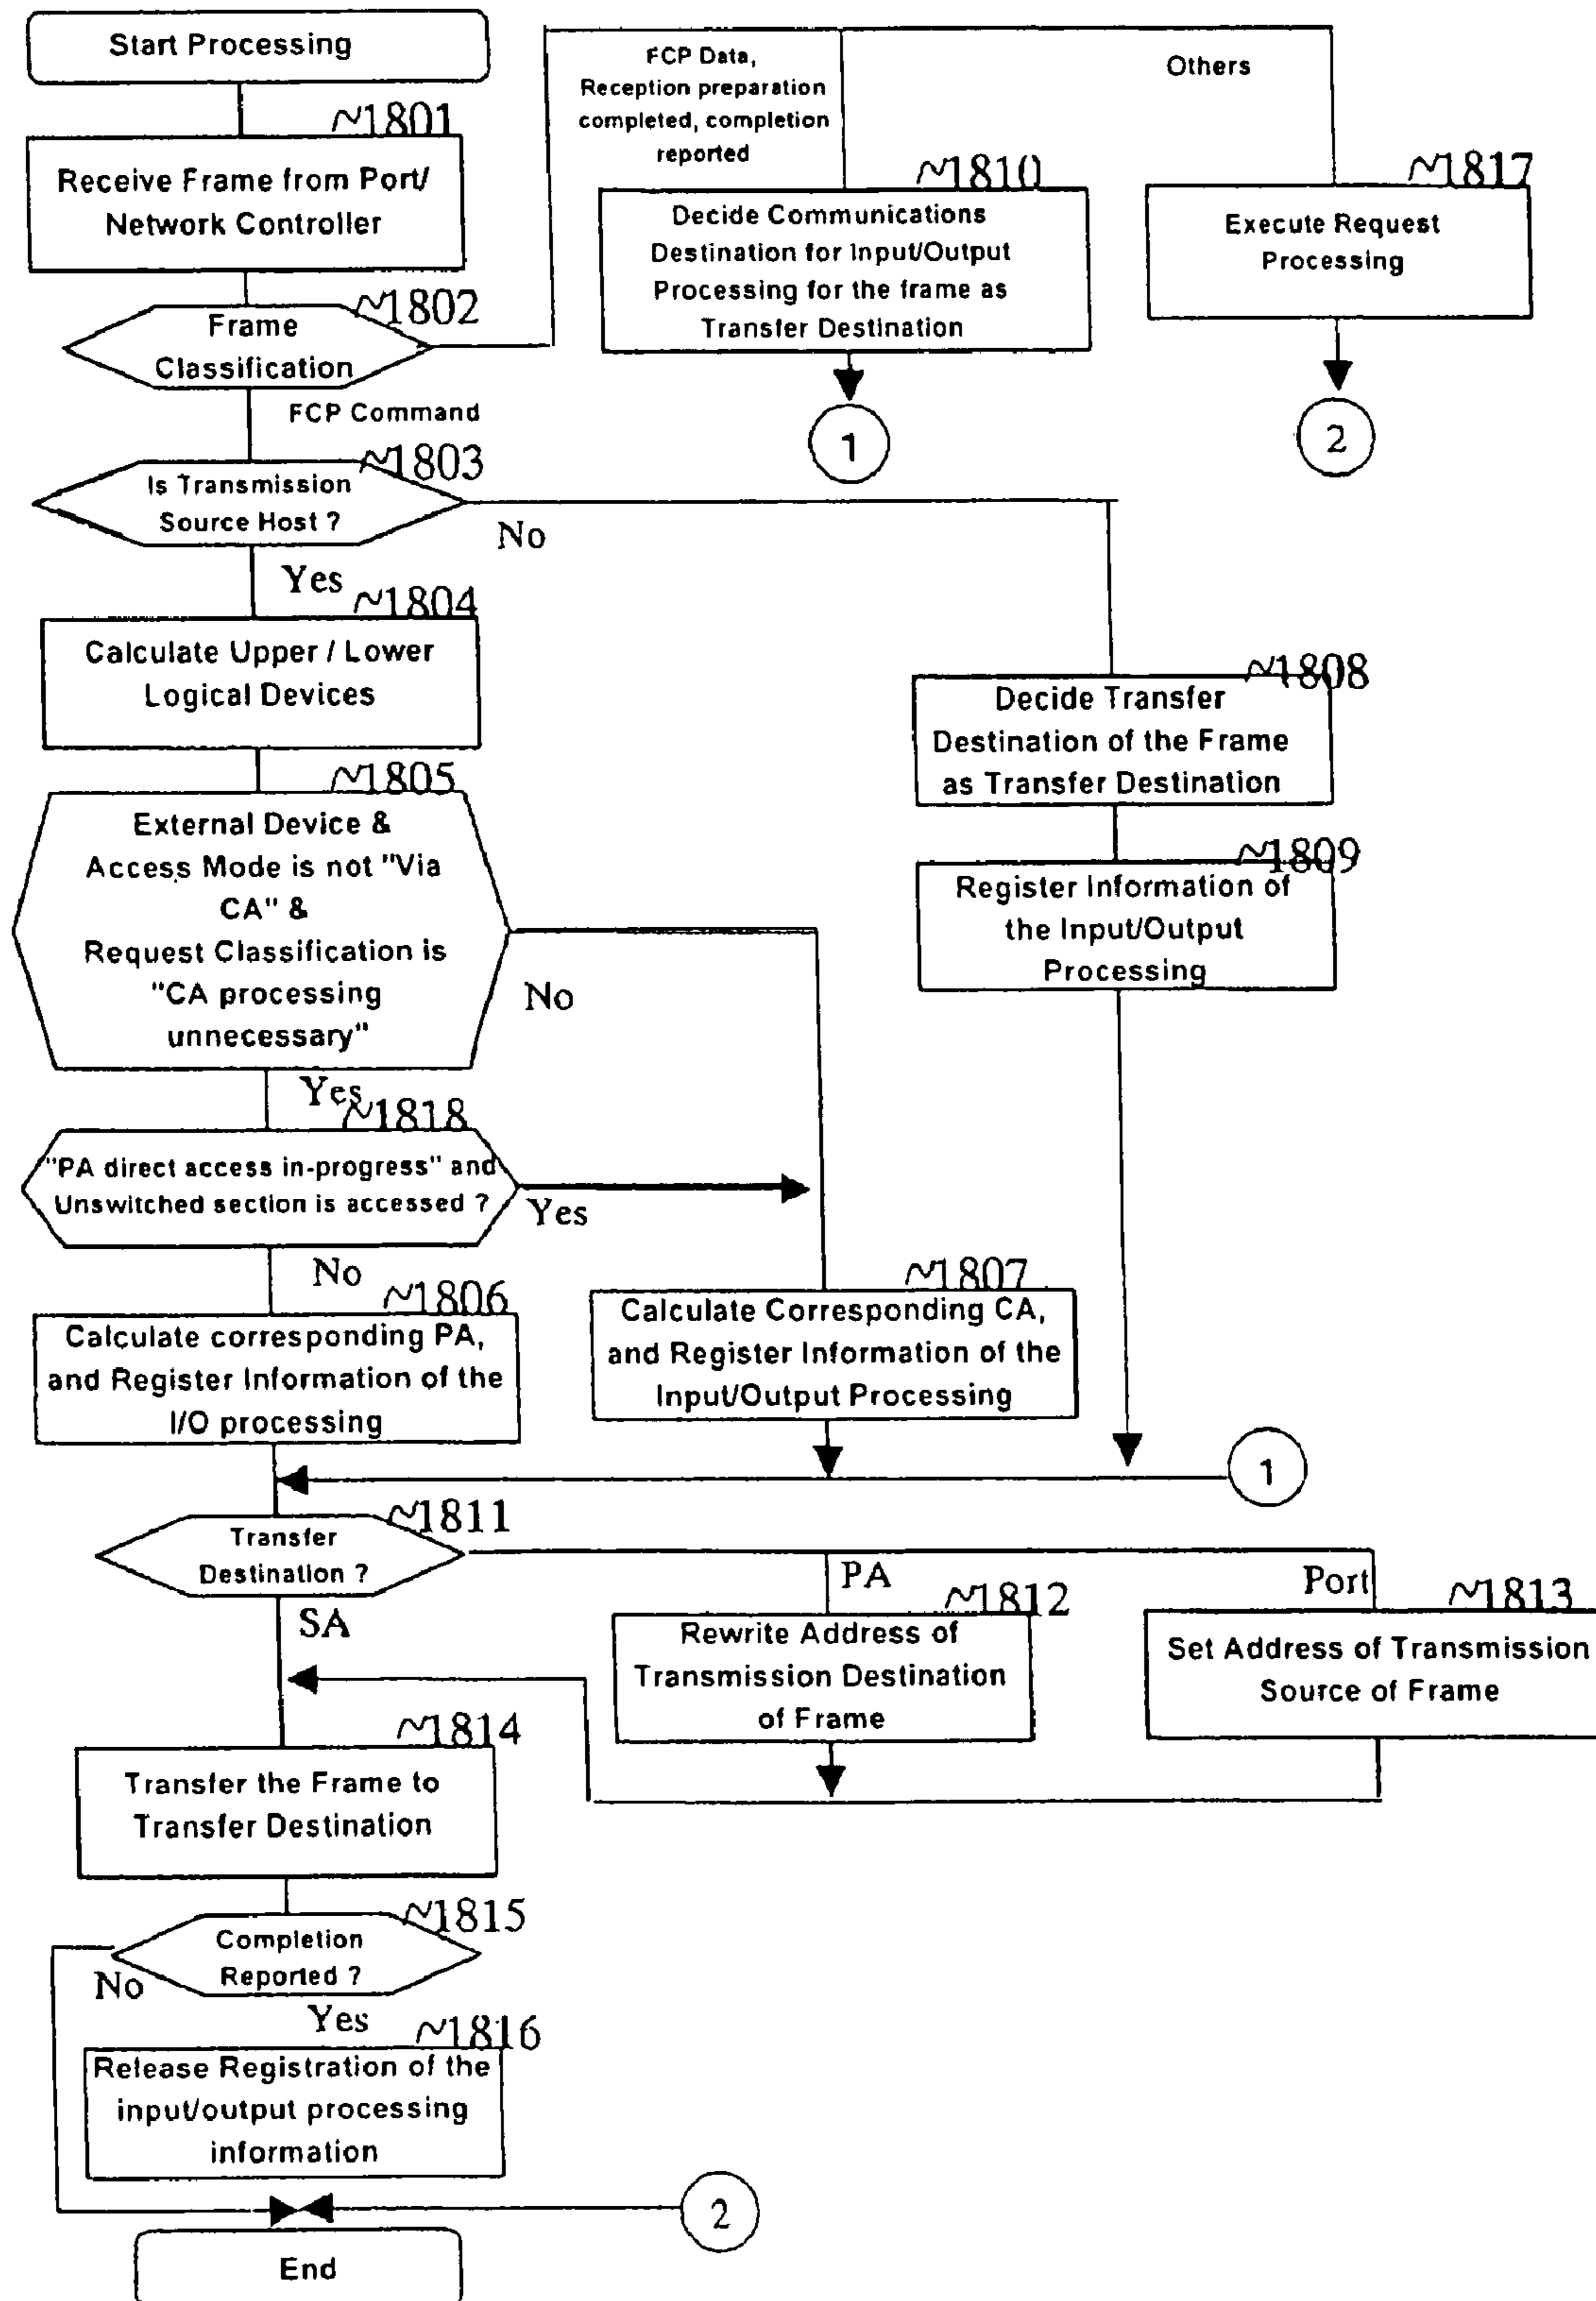 Start Processing
~1801
Receive Frame from Port/
Network Controller
~1802
Frame
Classification
FCP Data,
Reception preparation
completed, completion
reported
Others
~1810
Decide Communications
Destination for Input/Output
Processing for the frame as
Transfer Destination
1
~1817
Execute Request
Processing
2
FCP Command
~1803
Is Transmission
Source Host ?
No
Yes
~1804
Calculate Upper / Lower
Logical Devices
~1808
Decide Transfer
Destination of the Frame
as Transfer Destination
~1809
Register Information of
the Input/Output
Processing
~1805
External Device &
Access Mode is not "Via
CA" &
Request Classification is
"CA processing
unnecessary"
No
Yes
~1818
"PA direct access in-progress" and
Unswitched section is accessed ?
Yes
No
~1806
Calculate corresponding PA,
and Register Information of the
I/O processing
~1807
Calculate Corresponding CA,
and Register Information of the
Input/Output Processing
1
~1811
Transfer
Destination ?
SA
PA
Port
~1812
Rewrite Address of
Transmission Destination
of Frame
~1813
Set Address of Transmission
Source of Frame
~1814
Transfer the Frame to
Transfer Destination
~1815
Completion
Reported ?
No
Yes
~1816
Release Registration of the
input/output processing
information
2
End